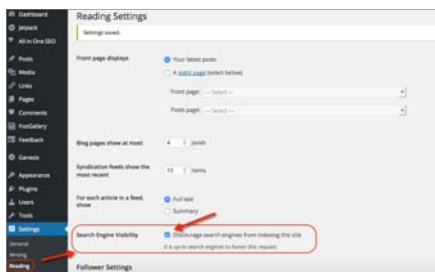 Dashboard
Jetpack
All in One SEO
Posts
Media
Links
Pages
Comments
FooGallery
Feedback
Genesis
Appearance
Plugins
Users
Tools
Settings
General
Writing
Reading
Reading Settings
Settings saved.
Front page displays
Your latest posts
A static page (select below)
Front page: — Select —
Posts page: — Select —
Blog pages show at most
4 posts
Syndication feeds show the
most recent
10 items
For each article in a feed,
show
Full text
Summary
Search Engine Visibility
Discourage search engines from indexing this site
It is up to search engines to honor this request.
Follower Settings